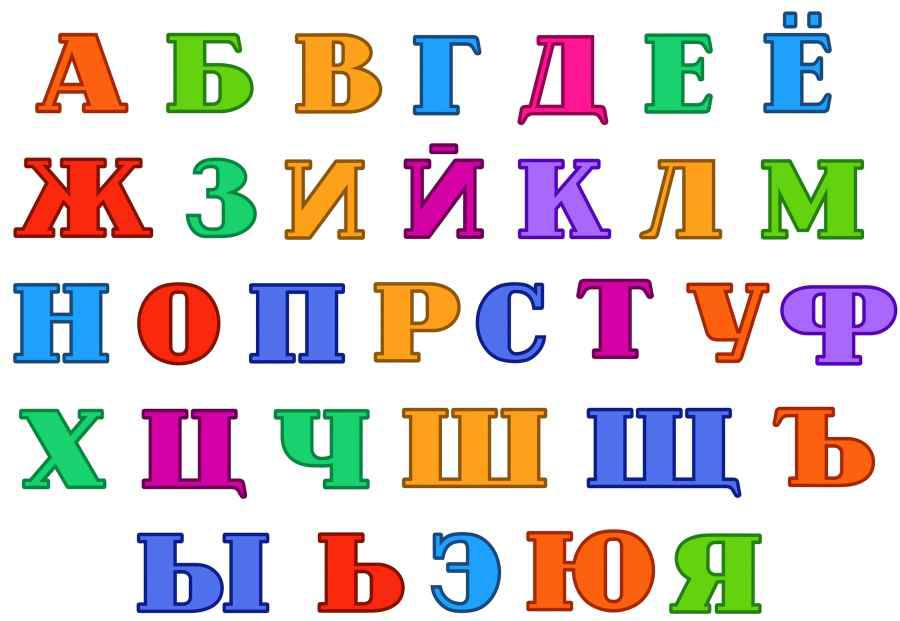 А Б В Г Д Е Ё
Ж З И Й К Л М
Н О П Р С Т У Ф
Х Ц Ч Ш Щ Ъ
Ы Ь Э Ю Я